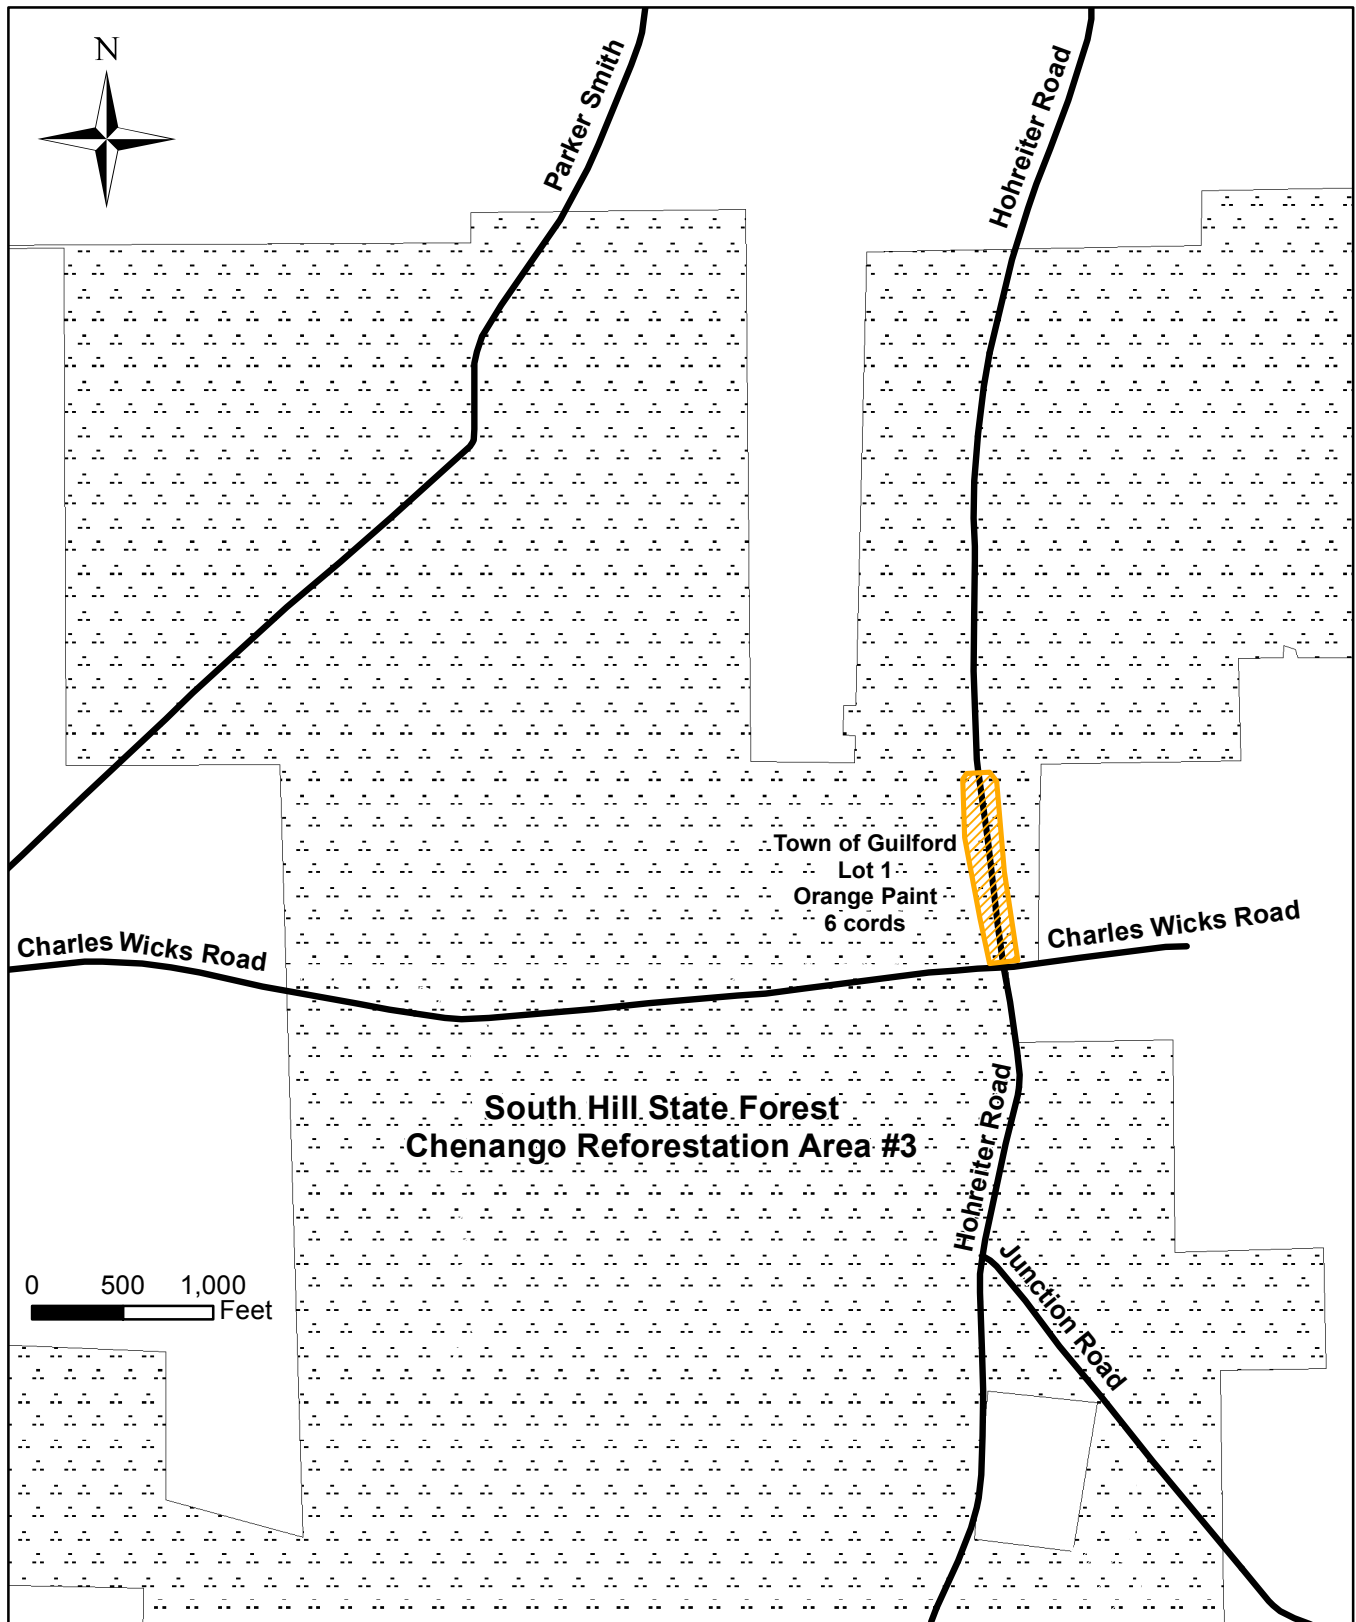 N
Parker Smith
Hohreiter Road
Town of Guilford
Lot 1
Orange Paint
6 cords
Charles Wicks Road
Charles Wicks Road
South Hill State Forest
Chenango Reforestation Area #3
Hohreiter Road
Junction Road
0 500 1,000
Feet